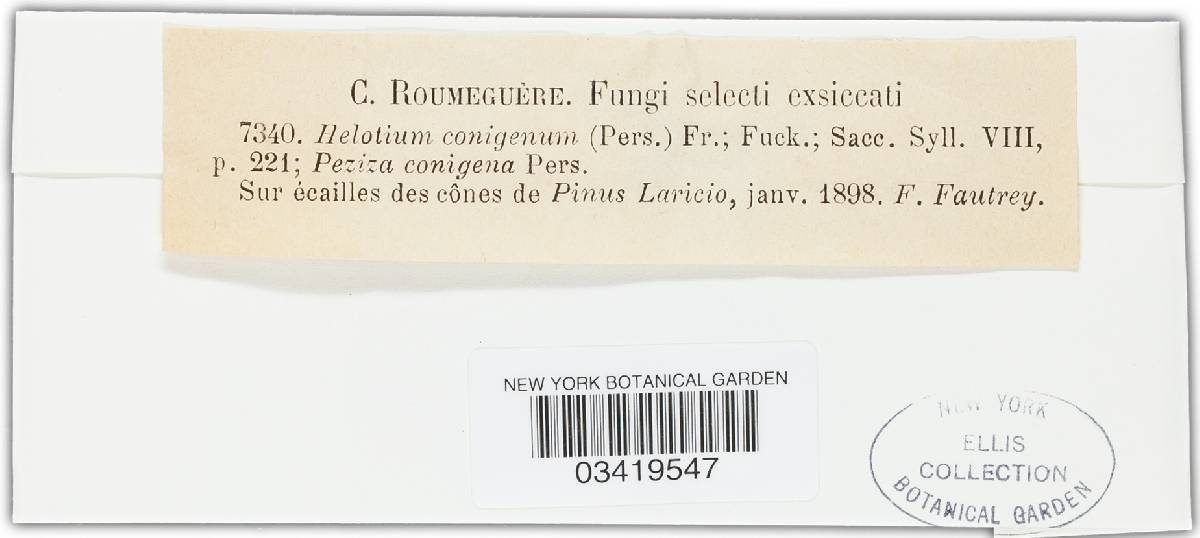 C. ROUMEGUÈRE. Fungi selecti exsiccati
7340. Helotium conigenum (Pers.) Fr.; Fuck.; Sacc. Syll. VIII,
p. 221; Peziza conigena Pers.
Sur écailles des cônes de Pinus Laricio, janv. 1898. F. Fautrey.
NEW YORK BOTANICAL GARDEN
03419547
NEW YORK
ELLIS
COLLECTION
BOTANICAL GARDEN